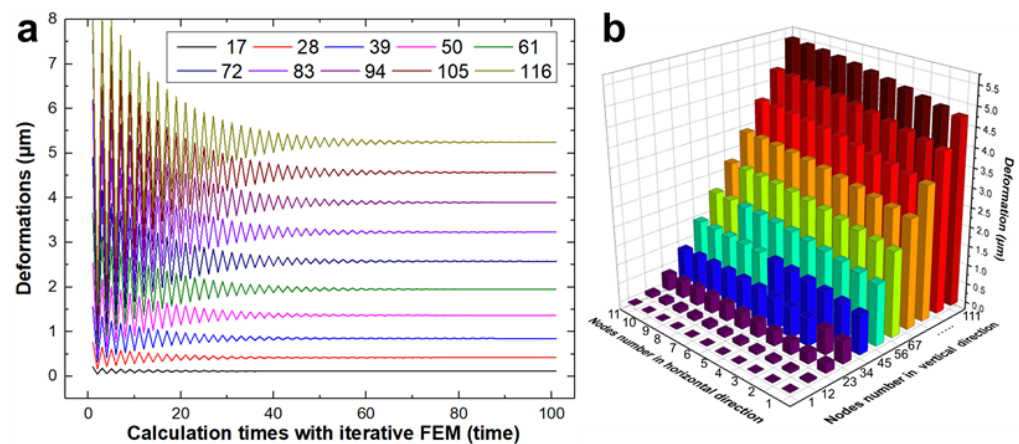 a
8
7
6
5
4
3
2
1
0
Deformations (μm)
17 28 39 50 61
72 83 94 105 116
0 20 40 60 80 100
Calculation times with iterative FEM (time)
b
5.5
5.0
4.5
4.0
3.5
3.0
2.5
2.0
1.5
1.0
0.5
0.0
Deformation (μm)
11 10 9 8 7 6 5 4 3 2 1
Nodes number in horizontal direction
1 12 23 34 45 56 67 ..... 111
Nodes number in vertical direction